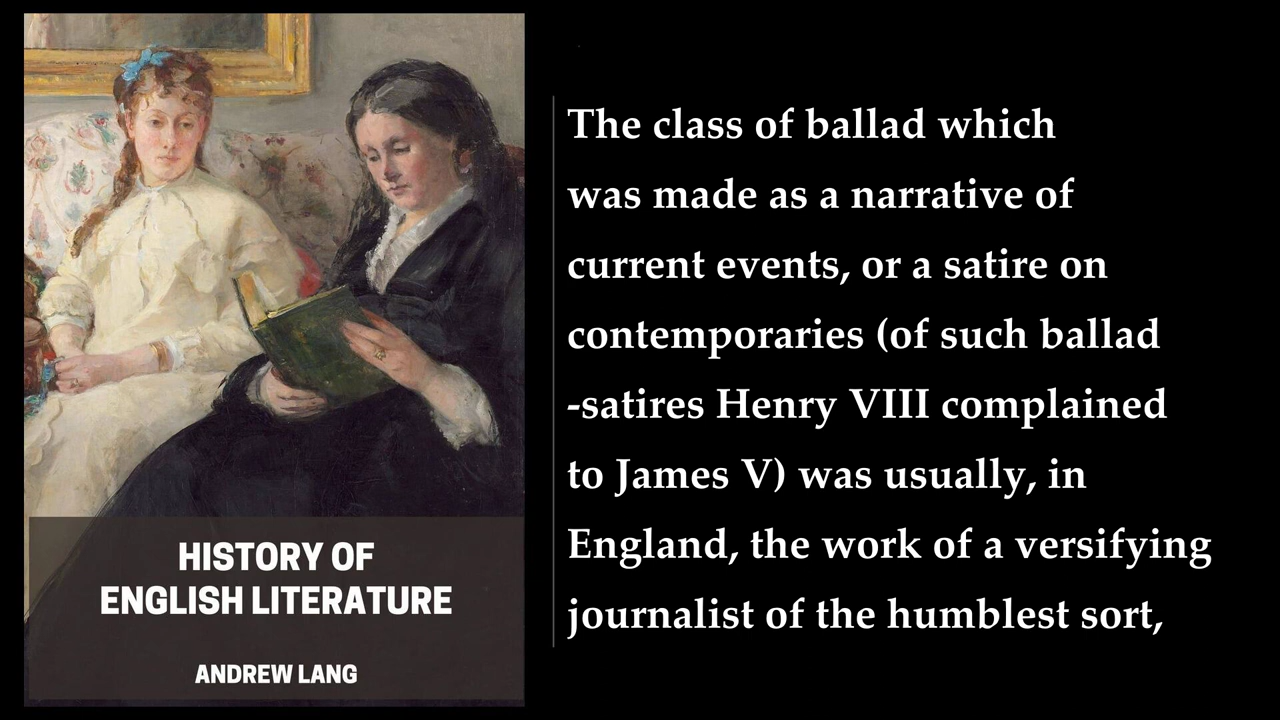 HISTORY OF
ENGLISH LITERATURE
ANDREW LANG
The class of ballad which
was made as a narrative of
current events, or a satire on
contemporaries (of such ballad
-satires Henry VIII complained
to James V) was usually, in
England, the work of a versifying
journalist of the humblest sort,